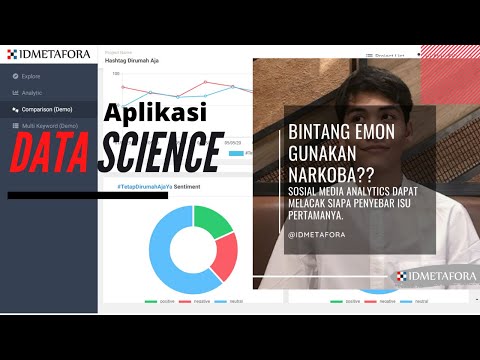 IDMETAFORA
Explore
Analytic
Comparison (Demo)
Multi Keyword (Demo)
Project Name
Hashtag Dirumah Aja
100
Aplikasi
DATA SCIENCE
#TetapDirumahAjaYa Sentiment
positive negative neutral
BINTANG EMON
GUNAKAN
NARKOBA??
SOSIAL MEDIA ANALYTICS DAPAT
MELACAK SIAPA PENYEBAR ISU
PERTAMANYA.
@IDMETAFORA
IDMETAFORA
positive negative neutral